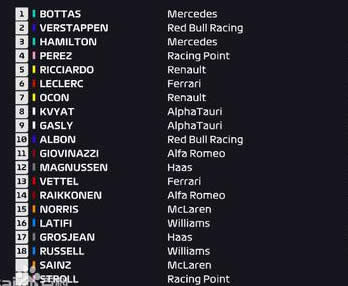 1 BOTTAS Mercedes
2 VERSTAPPEN Red Bull Racing
3 HAMILTON Mercedes
4 PEREZ Racing Point
5 RICCIARDO Renault
6 LECLERC Ferrari
7 OCON Renault
8 KVYAT AlphaTauri
9 GASLY AlphaTauri
10 ALBON Red Bull Racing
11 GIOVINAZZI Alfa Romeo
12 MAGNUSSEN Haas
13 VETTEL Ferrari
14 RAIKKONEN Alfa Romeo
15 NORRIS McLaren
16 LATIFI Williams
17 GROSJEAN Haas
18 RUSSELL Williams
SAINZ McLaren
STROLL Racing Point